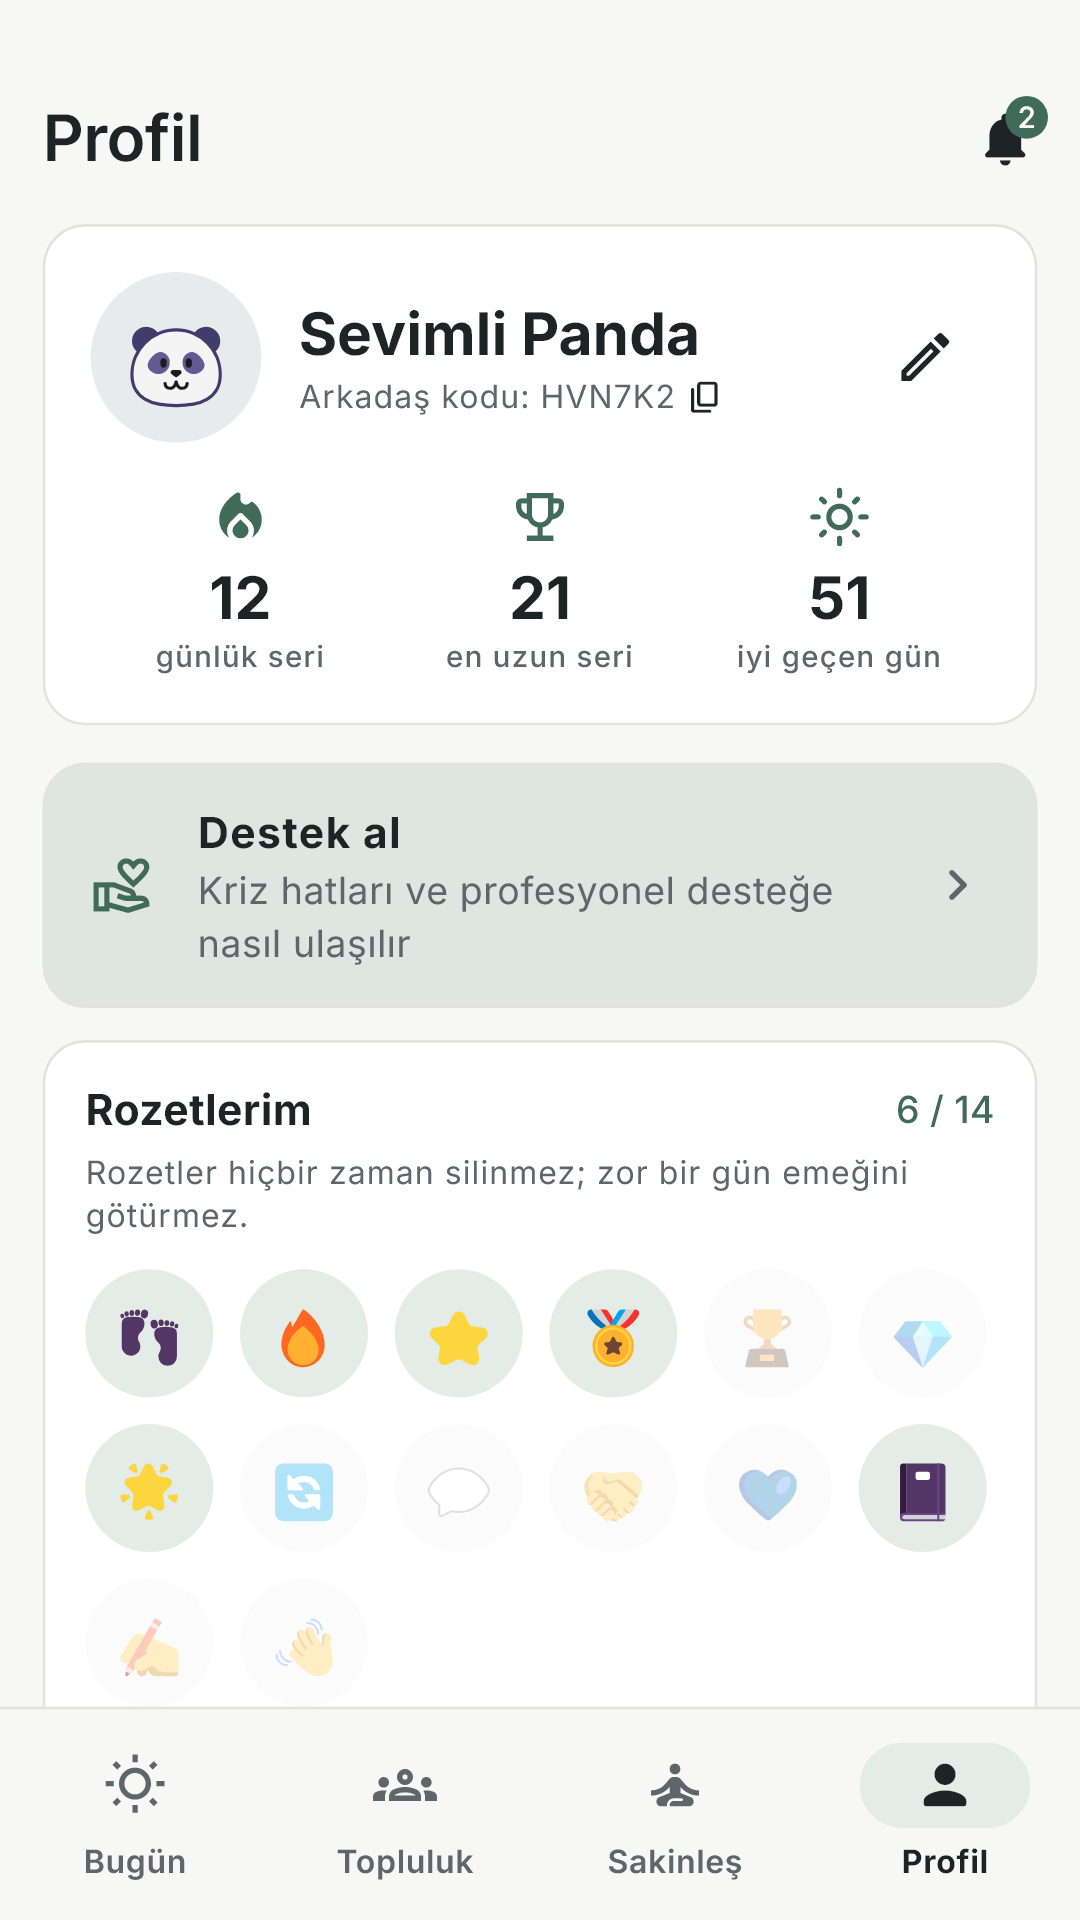 Profil
2
Sevimli Panda
Arkadaş kodu: HVN7K2
12
21
51
günlük seri
en uzun seri
iyi geçen gün
Destek al
Kriz hatları ve profesyonel desteğe
nasıl ulaşılır
Rozetlerim
6 / 14
Rozetler hiçbir zaman silinmez; zor bir gün emeğini
götürmez.
Bugün
Topluluk
Sakinleş
Profil